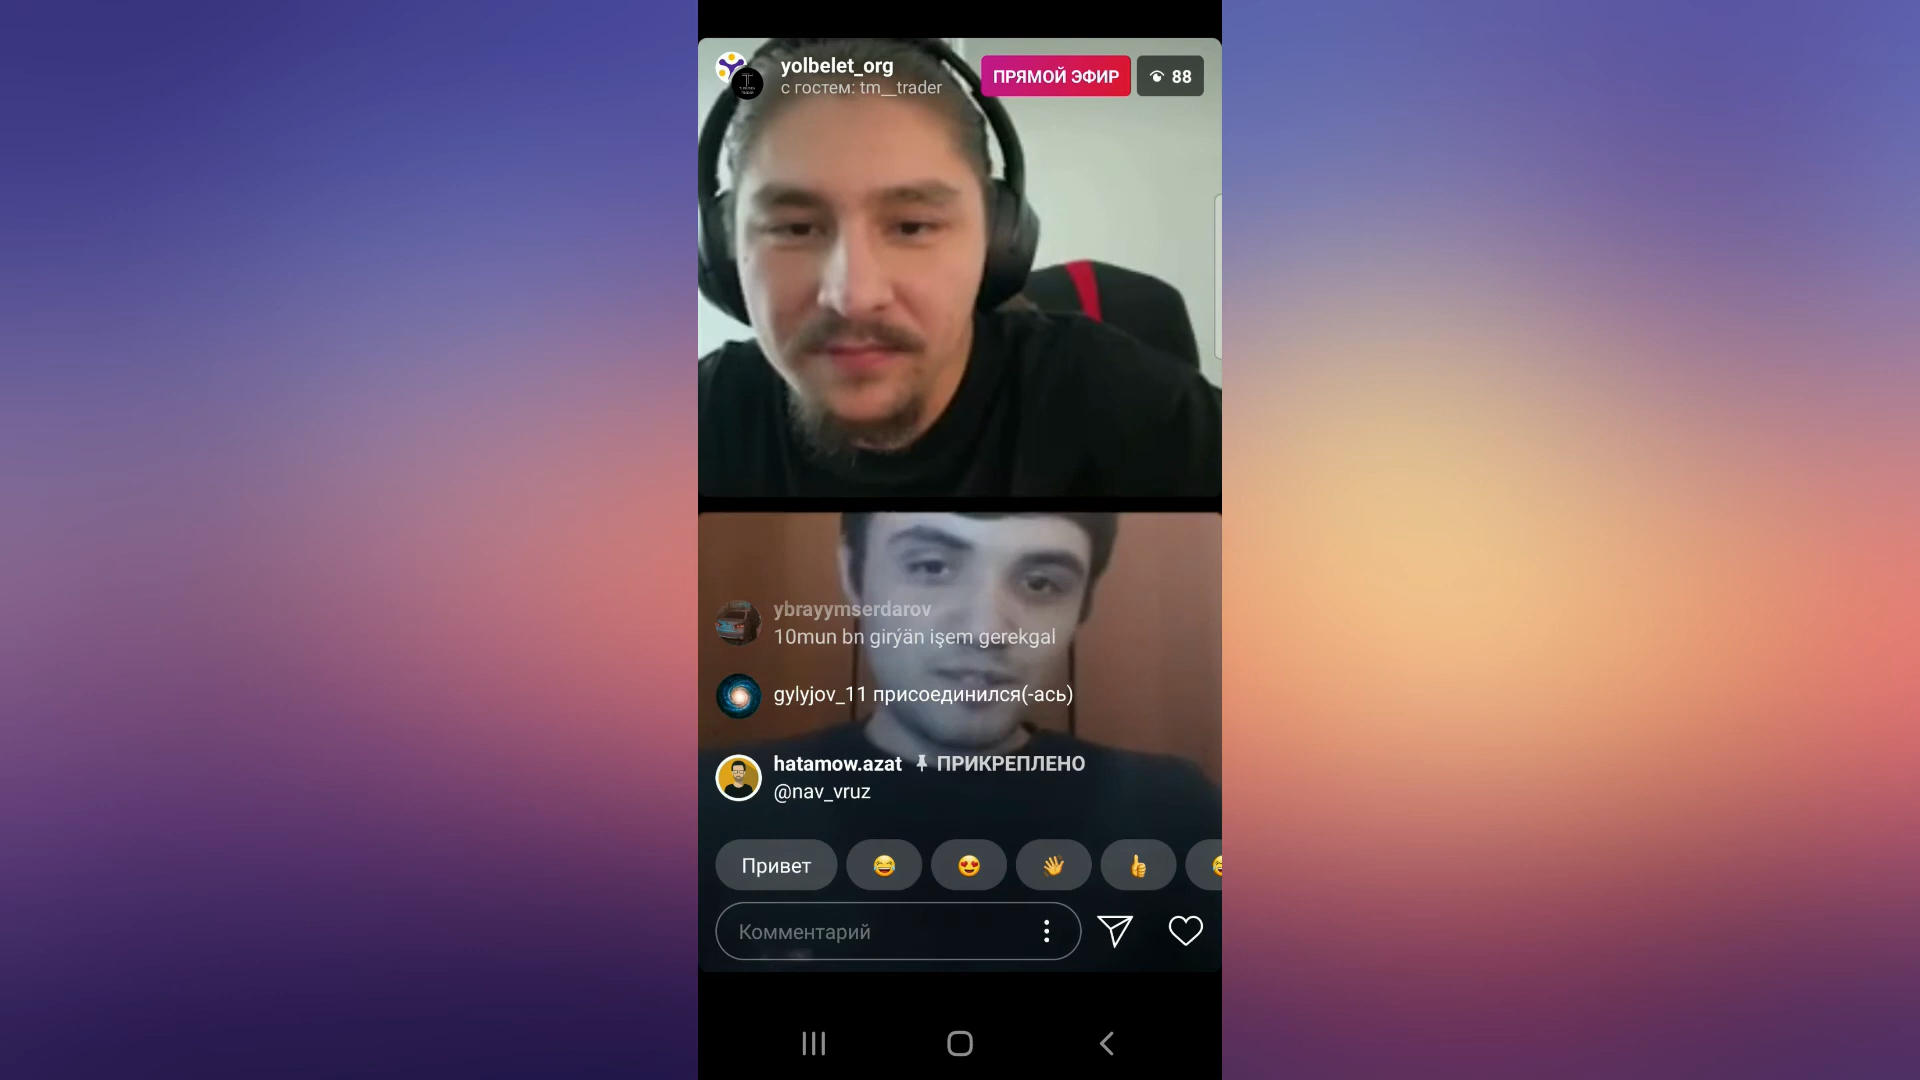 yolbelet_org
с гостем: tm__trader
ПРЯМОЙ ЭФИР
88
ybrayymserdarov
10mun bn girýän işem gerekgal
gylyjov_11 присоединился(-ась)
hatamow.azat ПРИКРЕПЛЕНО
@nav_vruz
Привет
Комментарий